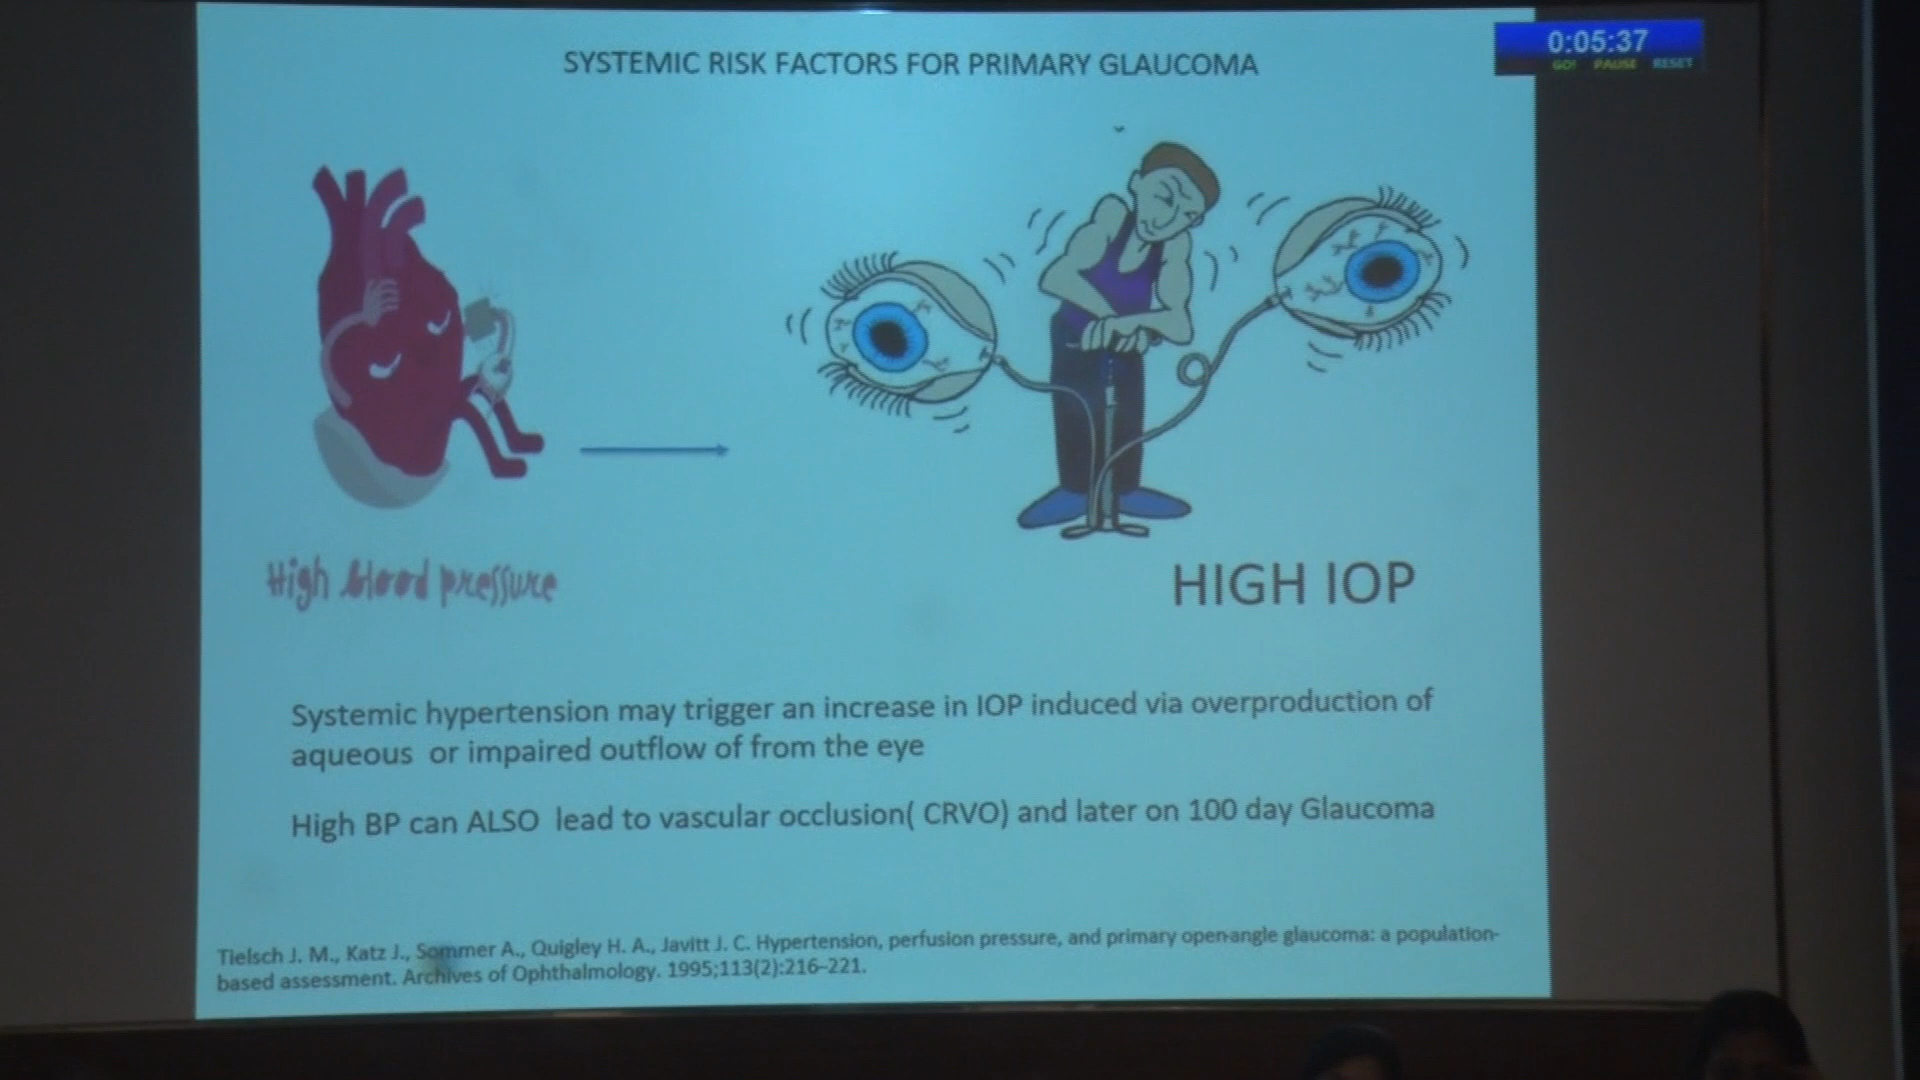 SYSTEMIC RISK FACTORS FOR PRIMARY GLAUCOMA
0:05:37
GO! PAUSE RESET
High blood pressure
HIGH IOP
Systemic hypertension may trigger an increase in IOP induced via overproduction of
aqueous or impaired outflow of from the eye
High BP can ALSO lead to vascular occlusion( CRVO) and later on 100 day Glaucoma
Tielsch J. M., Katz J., Sommer A., Quigley H. A., Javitt J. C. Hypertension, perfusion pressure, and primary open-angle glaucoma: a population-
based assessment. Archives of Ophthalmology. 1995;113(2):216–221.